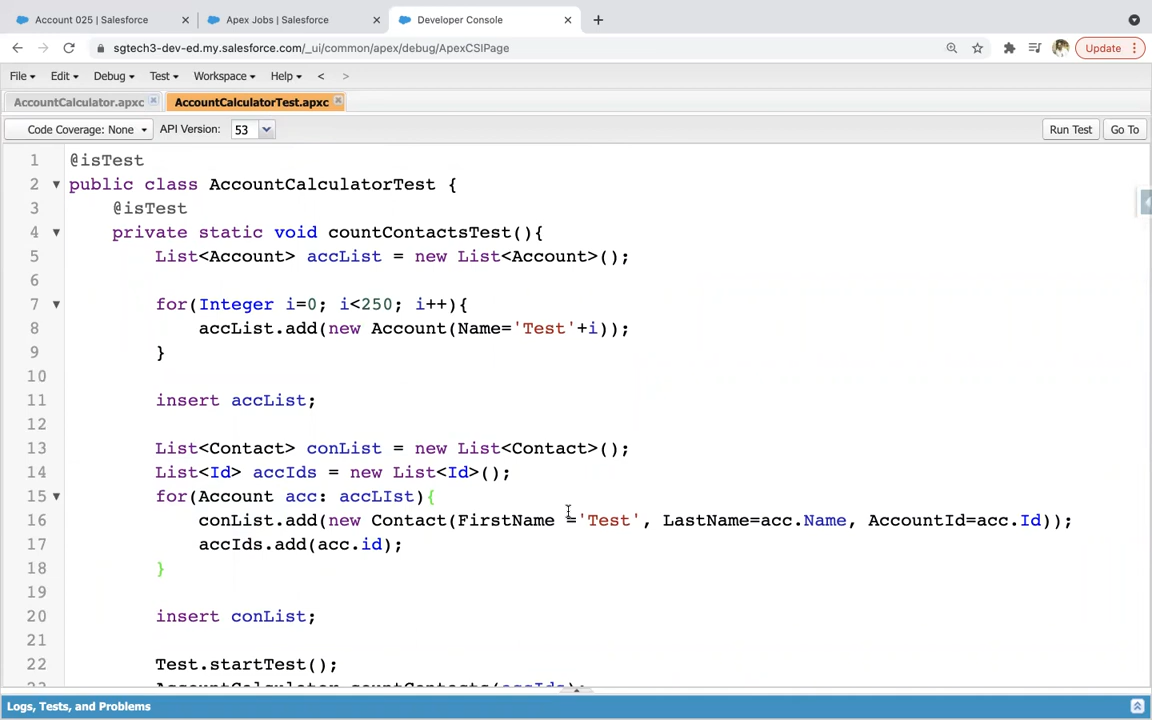 Account 025 | Salesforce
Apex Jobs | Salesforce
Developer Console
sgtech3-dev-ed.my.salesforce.com/_ui/common/apex/debug/ApexCSIPage
Update
File Edit Debug Test Workspace Help < >
AccountCalculator.apxc
AccountCalculatorTest.apxc
Code Coverage: None API Version: 53 Run Test Go To
1 @isTest
2 public class AccountCalculatorTest {
3 @isTest
4 private static void countContactsTest(){
5 List<Account> accList = new List<Account>();
6
7 for(Integer i=0; i<250; i++){
8 accList.add(new Account(Name='Test'+i));
9 }
10
11 insert accList;
12
13 List<Contact> conList = new List<Contact>();
14 List<Id> accIds = new List<Id>();
15 for(Account acc: accLIst){
16 conList.add(new Contact(FirstName ='Test', LastName=acc.Name, AccountId=acc.Id));
17 accIds.add(acc.id);
18 }
19
20 insert conList;
21
22 Test.startTest();
23 AccountCalculator.countContacts(accIds);
Logs, Tests, and Problems